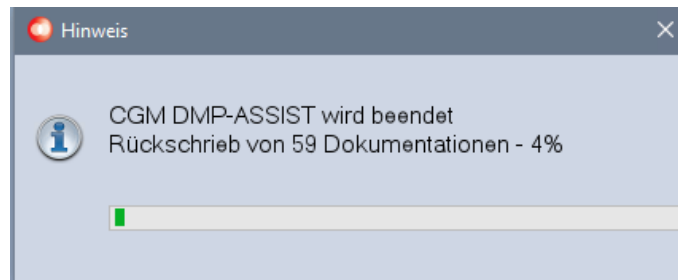 Hinweis
CGM DMP-ASSIST wird beendet
Rückschrieb von 59 Dokumentationen - 4%